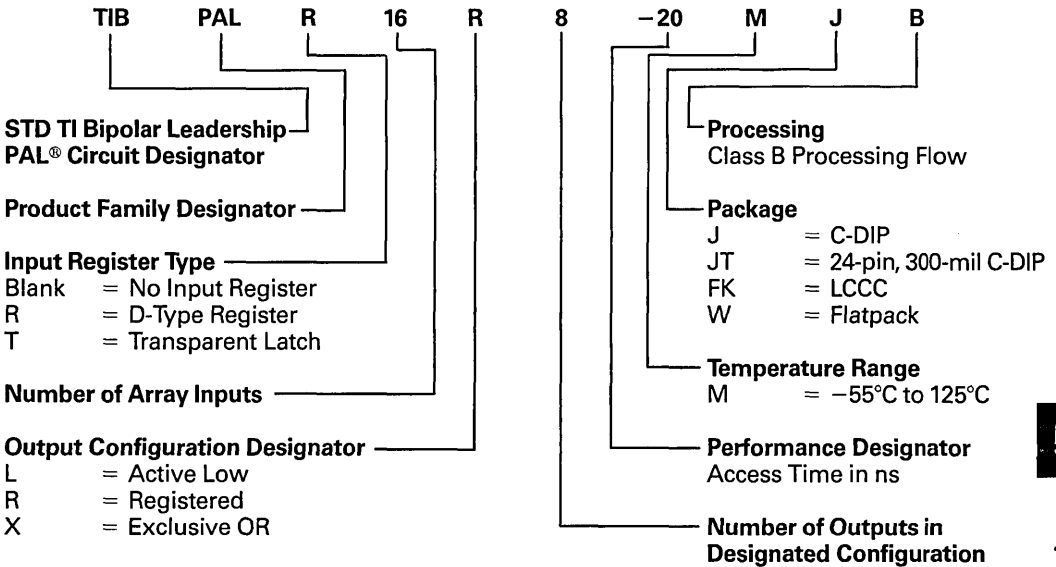 TIB PAL R 16 R 8 −20 M J B
STD TI Bipolar Leadership
PAL® Circuit Designator
Product Family Designator
Input Register Type
Blank = No Input Register
R = D-Type Register
T = Transparent Latch
Number of Array Inputs
Output Configuration Designator
L = Active Low
R = Registered
X = Exclusive OR
Processing
Class B Processing Flow
Package
J = C-DIP
JT = 24-pin, 300-mil C-DIP
FK = LCCC
W = Flatpack
Temperature Range
M = −55°C to 125°C
Performance Designator
Access Time in ns
Number of Outputs in
Designated Configuration